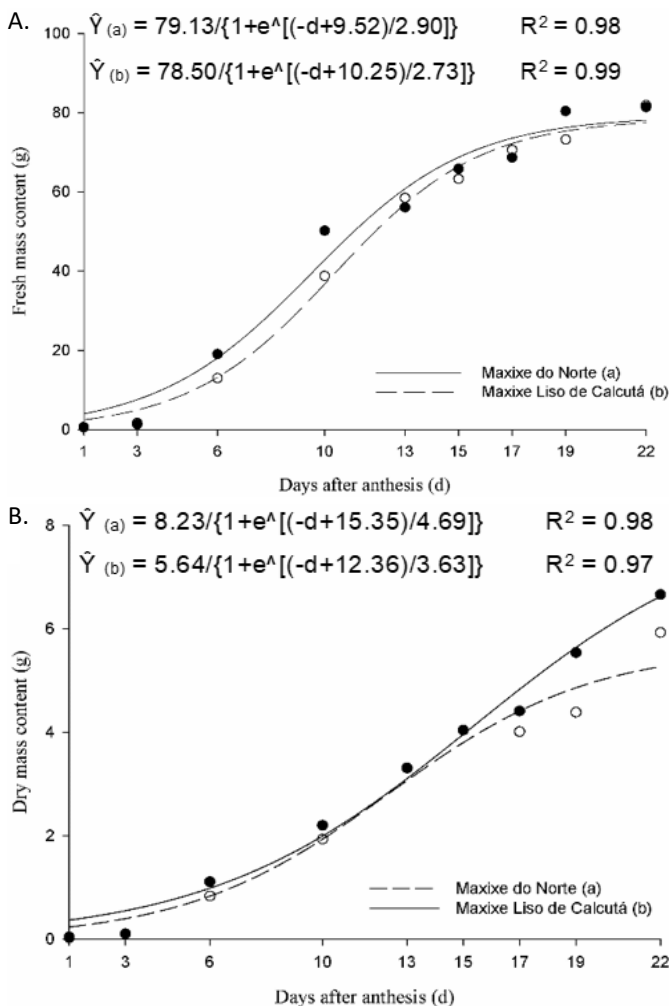 A.
Ŷ (a) = 79.13/{1+e^[(-d+9.52)/2.90]} R² = 0.98
Ŷ (b) = 78.50/{1+e^[(-d+10.25)/2.73]} R² = 0.99
100
80
60
40
20
0
Fresh mass content (g)
Maxixe do Norte (a)
Maxixe Liso de Calcutá (b)
1 3 6 10 13 15 17 19 22
Days after anthesis (d)
B.
Ŷ (a) = 8.23/{1+e^[(-d+15.35)/4.69]} R² = 0.98
Ŷ (b) = 5.64/{1+e^[(-d+12.36)/3.63]} R² = 0.97
8
6
4
2
0
Dry mass content (g)
Maxixe do Norte (a)
Maxixe Liso de Calcutá (b)
1 3 6 10 13 15 17 19 22
Days after anthesis (d)